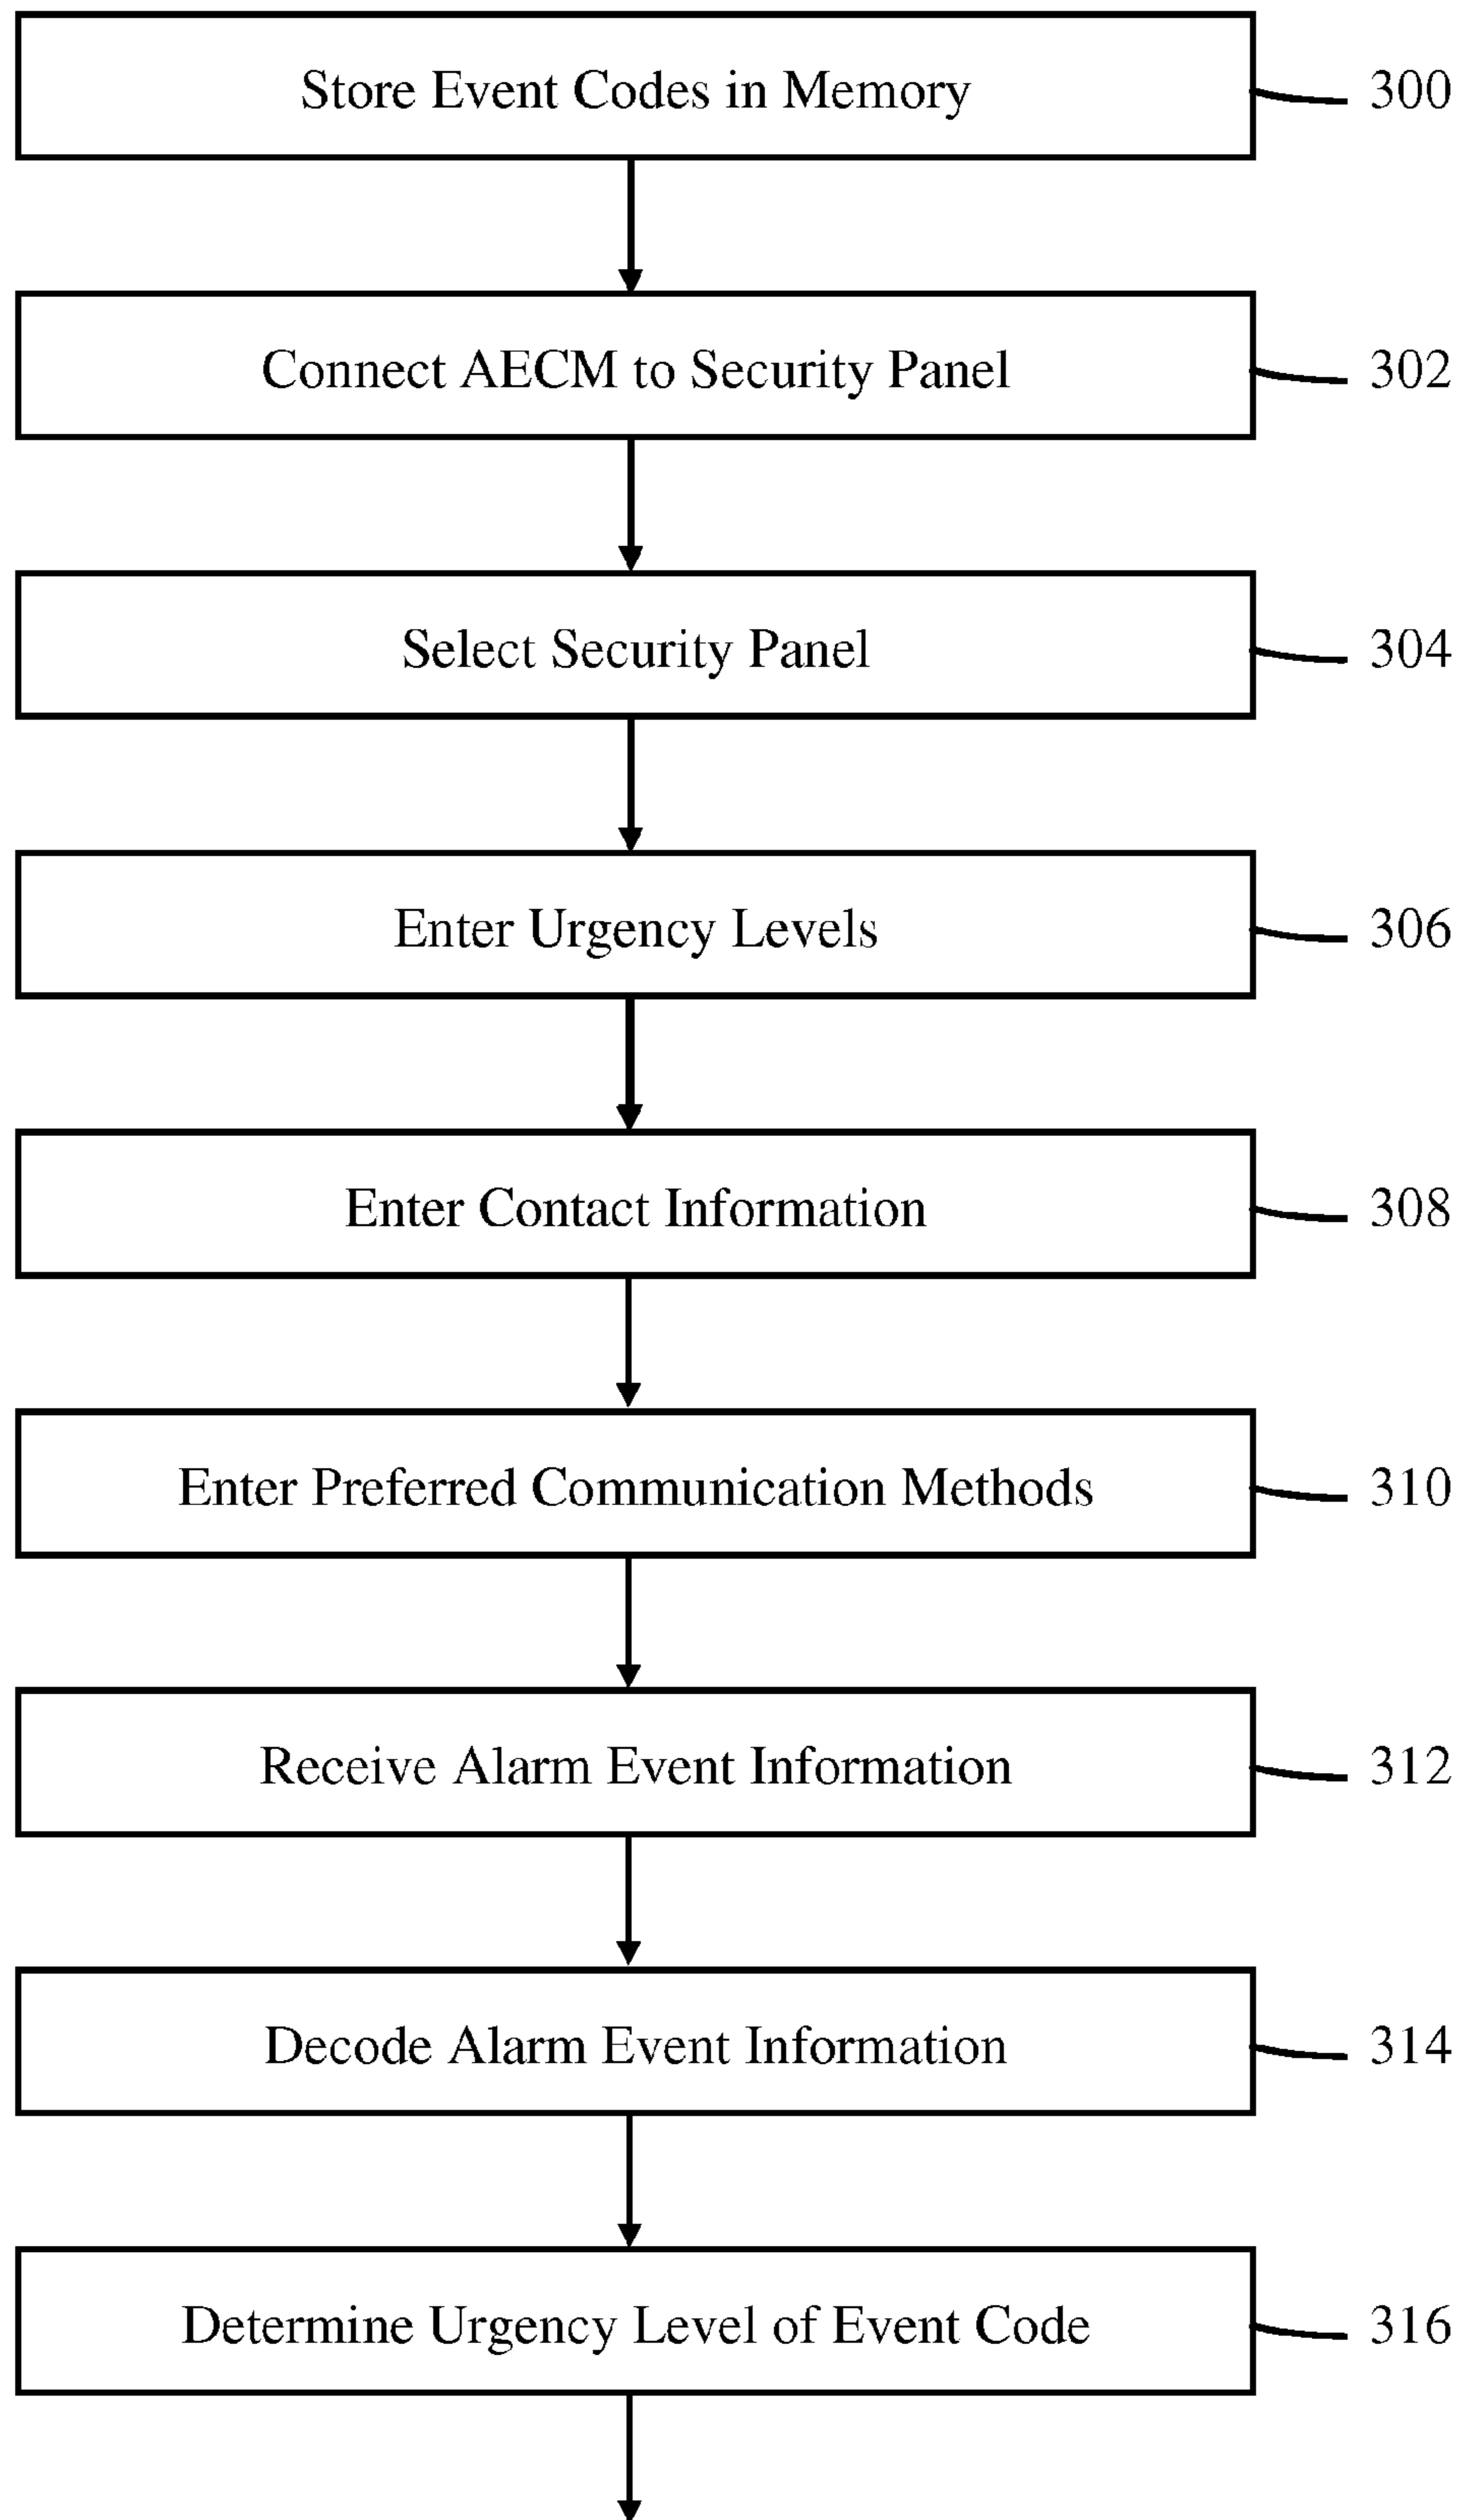 Store Event Codes in Memory 300
Connect AECM to Security Panel 302
Select Security Panel 304
Enter Urgency Levels 306
Enter Contact Information 308
Enter Preferred Communication Methods 310
Receive Alarm Event Information 312
Decode Alarm Event Information 314
Determine Urgency Level of Event Code 316